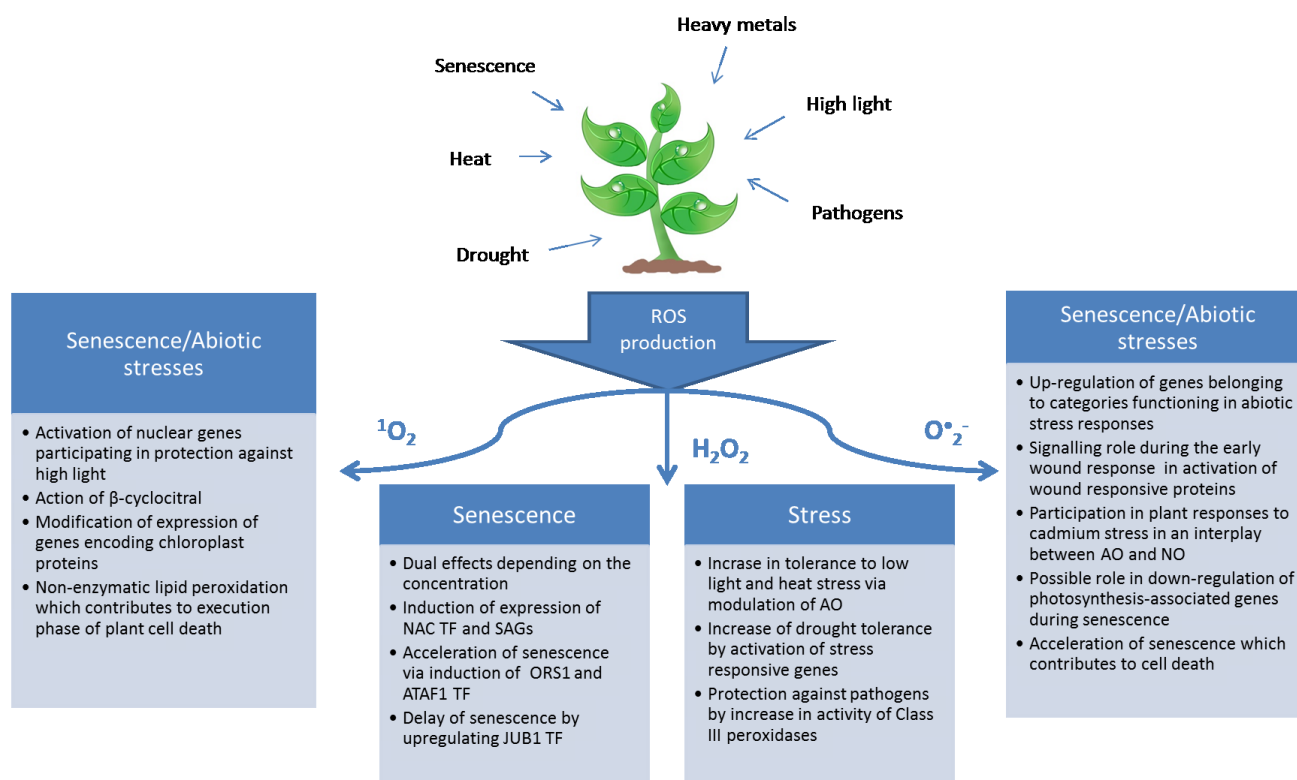 Heavy metals
Senescence
High light
Heat
Pathogens
Drought
ROS
production
¹O₂
H₂O₂
O•₂⁻
Senescence/Abiotic
stresses
• Activation of nuclear genes
participating in protection against
high light
• Action of β-cyclocitral
• Modification of expression of
genes encoding chloroplast
proteins
• Non-enzymatic lipid peroxidation
which contributes to execution
phase of plant cell death
Senescence
• Dual effects depending on the
concentration
• Induction of expression of
NAC TF and SAGs
• Acceleration of senescence
via induction of ORS1 and
ATAF1 TF
• Delay of senescence by
upregulating JUB1 TF
Stress
• Incrase in tolerance to low
light and heat stress via
modulation of AO
• Increase of drought tolerance
by activation of stress
responsive genes
• Protection against pathogens
by increase in activity of Class
III peroxidases
Senescence/Abiotic
stresses
• Up-regulation of genes belonging
to categories functioning in abiotic
stress responses
• Signalling role during the early
wound response in activation of
wound responsive proteins
• Participation in plant responses to
cadmium stress in an interplay
between AO and NO
• Possible role in down-regulation of
photosynthesis-associated genes
during senescence
• Acceleration of senescence which
contributes to cell death